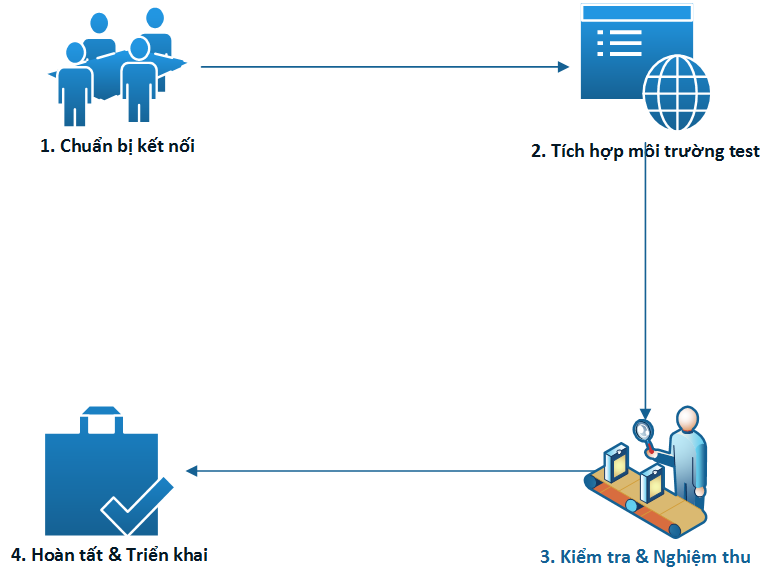 1. Chuẩn bị kết nối
2. Tích hợp môi trường test
4. Hoàn tất & Triển khai
3. Kiểm tra & Nghiệm thu